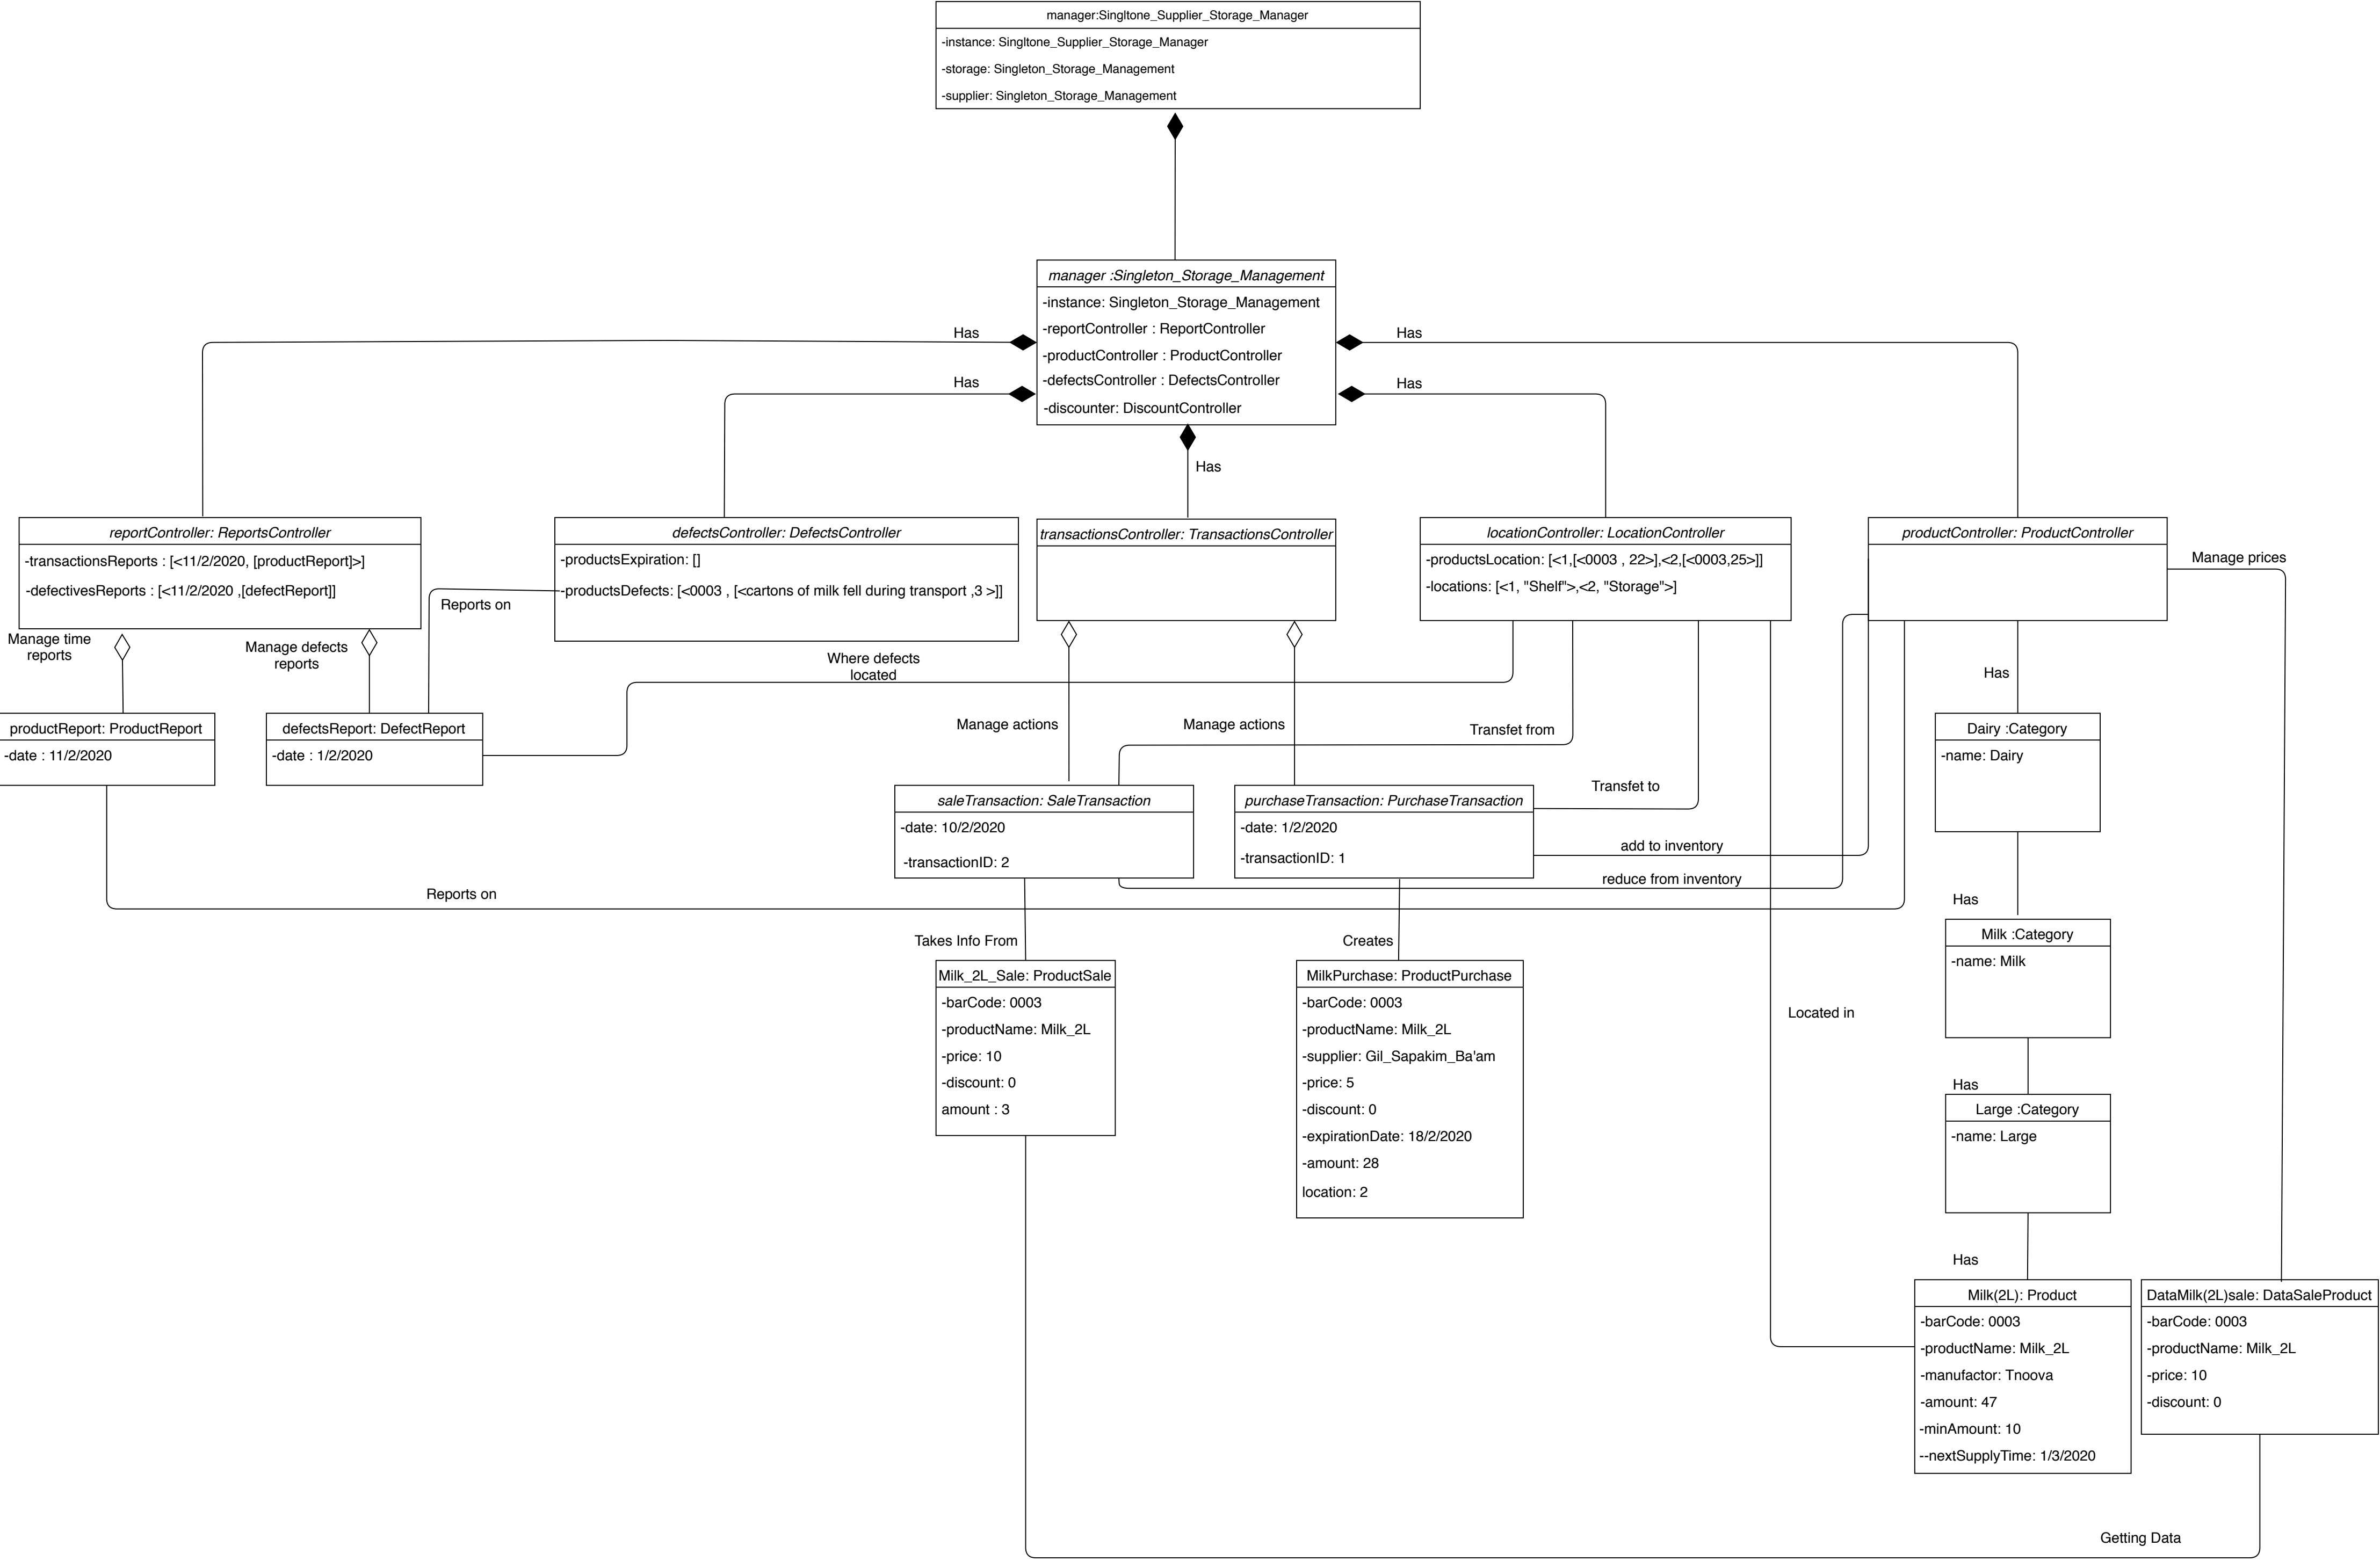 manager:Singltone_Supplier_Storage_Manager
-instance: Singltone_Supplier_Storage_Manager
-storage: Singleton_Storage_Management
-supplier: Singleton_Storage_Management
manager :Singleton_Storage_Management
-instance: Singleton_Storage_Management
-reportController : ReportController
-productController : ProductController
-defectsController : DefectsController
-discounter: DiscountController
Has
Has
Has
Has
Has
reportController: ReportsController
-transactionsReports : [<11/2/2020, [productReport]>]
-defectivesReports : [<11/2/2020 ,[defectReport]]
defectsController: DefectsController
-productsExpiration: []
-productsDefects: [<0003 , [<cartons of milk fell during transport ,3 >]]
transactionsController: TransactionsController
locationController: LocationController
-productsLocation: [<1,[<0003 , 22>],<2,[<0003,25>]]
-locations: [<1, "Shelf">,<2, "Storage">]
productController: ProductController
Manage prices
Reports on
Manage time
reports
Manage defects
reports
Where defects
located
Has
productReport: ProductReport
-date : 11/2/2020
defectsReport: DefectReport
-date : 1/2/2020
Manage actions
Manage actions
Transfet from
Transfet to
Dairy :Category
-name: Dairy
saleTransaction: SaleTransaction
-date: 10/2/2020
-transactionID: 2
purchaseTransaction: PurchaseTransaction
-date: 1/2/2020
-transactionID: 1
add to inventory
reduce from inventory
Reports on
Has
Milk :Category
-name: Milk
Takes Info From
Creates
Milk_2L_Sale: ProductSale
-barCode: 0003
-productName: Milk_2L
-price: 10
-discount: 0
amount : 3
MilkPurchase: ProductPurchase
-barCode: 0003
-productName: Milk_2L
-supplier: Gil_Sapakim_Ba'am
-price: 5
-discount: 0
-expirationDate: 18/2/2020
-amount: 28
location: 2
Located in
Has
Large :Category
-name: Large
Has
Milk(2L): Product
-barCode: 0003
-productName: Milk_2L
-manufactor: Tnoova
-amount: 47
-minAmount: 10
--nextSupplyTime: 1/3/2020
DataMilk(2L)sale: DataSaleProduct
-barCode: 0003
-productName: Milk_2L
-price: 10
-discount: 0
Getting Data